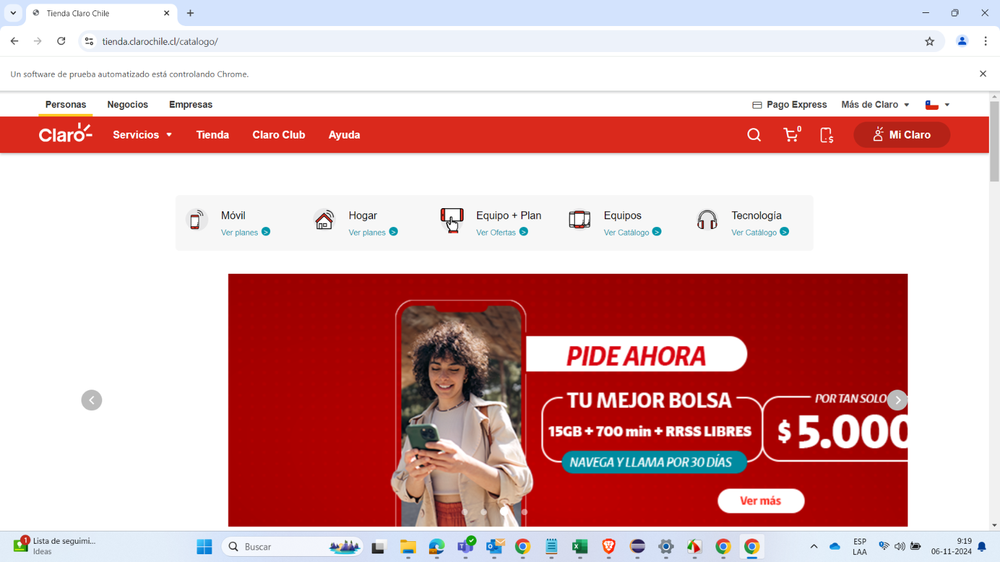 Tienda Claro Chile
tienda.clarochile.cl/catalogo/
Un software de prueba automatizado está controlando Chrome.
Personas Negocios Empresas Pago Express Más de Claro
Claro Servicios Tienda Claro Club Ayuda 0 Mi Claro
Móvil Hogar Equipo + Plan Equipos Tecnología
Ver planes > Ver planes > Ver Ofertas > Ver Catálogo > Ver Catálogo >
PIDE AHORA
TU MEJOR BOLSA POR TAN SOLO
15GB + 700 min + RRSS LIBRES $5.000
NAVEGA Y LLAMA POR 30 DÍAS
Ver más
1 Lista de seguimi...
Ideas
Buscar
ESP
LAA
9:19
06-11-2024